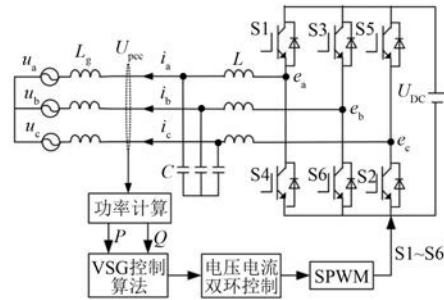 S1 S3 S5
L_g U_pcc i_a L
u_a e_a
u_b i_b e_b U_DC
u_c i_c e_c
C S4 S6 S2
功率计算
P Q S1~S6
VSG控制
算法
电压电流
双环控制
SPWM